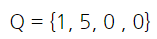 Q = {1, 5, 0 , 0}